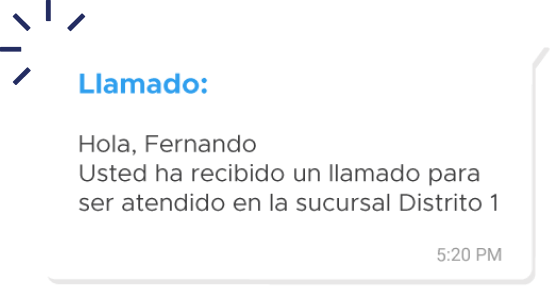 Llamado:
Hola, Fernando
Usted ha recibido un llamado para
ser atendido en la sucursal Distrito 1
5:20 PM